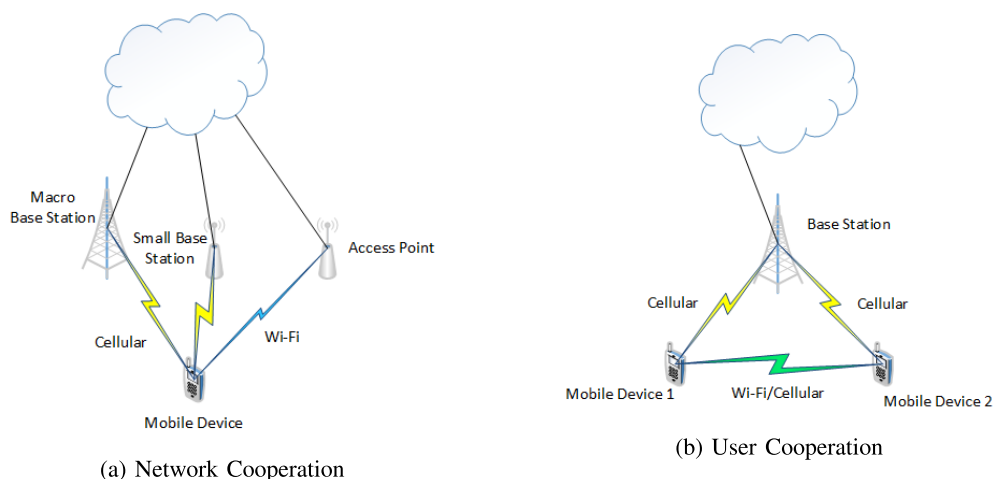 Macro
Base Station
Small Base
Station
Access Point
Cellular
Wi-Fi
Mobile Device
(a) Network Cooperation
Base Station
Cellular
Cellular
Mobile Device 1
Wi-Fi/Cellular
Mobile Device 2
(b) User Cooperation